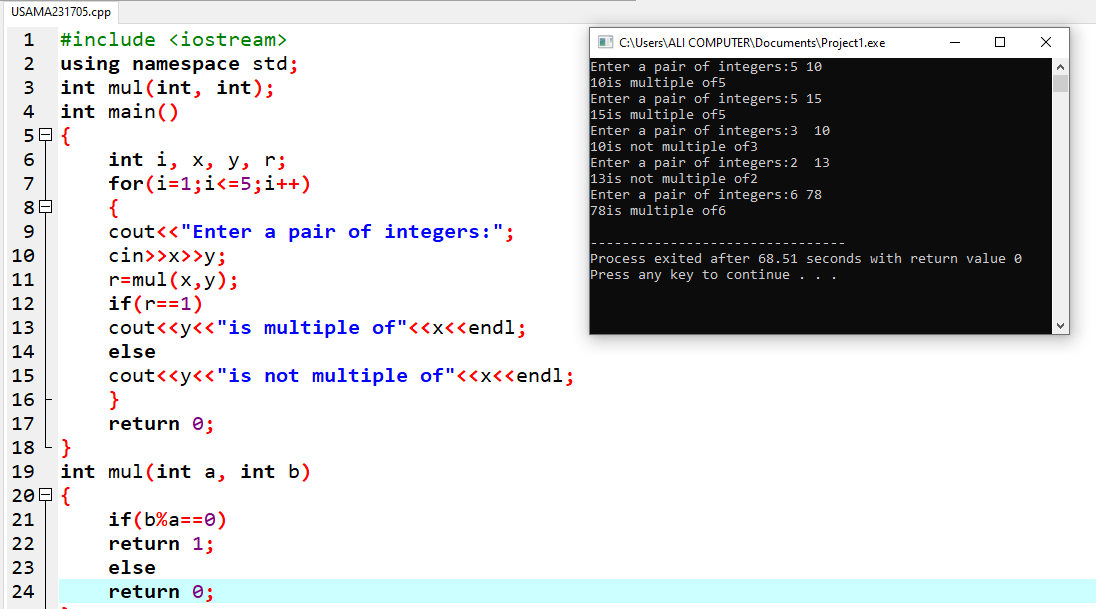 USAMA231705.cpp
1 #include <iostream>
2 using namespace std;
3 int mul(int, int);
4 int main()
5 {
6 int i, x, y, r;
7 for(i=1;i<=5;i++)
8 {
9 cout<<"Enter a pair of integers:";
10 cin>>x>>y;
11 r=mul(x,y);
12 if(r==1)
13 cout<<y<<"is multiple of"<<x<<endl;
14 else
15 cout<<y<<"is not multiple of"<<x<<endl;
16 }
17 return 0;
18 }
19 int mul(int a, int b)
20 {
21 if(b%a==0)
22 return 1;
23 else
24 return 0;
C:\Users\ALI COMPUTER\Documents\Project1.exe
Enter a pair of integers:5 10
10is multiple of5
Enter a pair of integers:5 15
15is multiple of5
Enter a pair of integers:3  10
10is not multiple of3
Enter a pair of integers:2  13
13is not multiple of2
Enter a pair of integers:6 78
78is multiple of6
--------------------------------
Process exited after 68.51 seconds with return value 0
Press any key to continue . . .